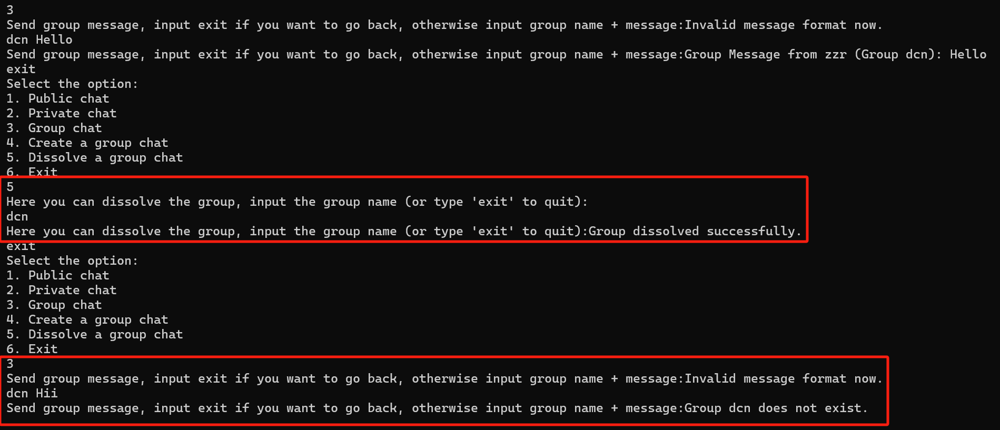 3
Send group message, input exit if you want to go back, otherwise input group name + message:Invalid message format now.
dcn Hello
Send group message, input exit if you want to go back, otherwise input group name + message:Group Message from zzr (Group dcn): Hello
exit
Select the option:
1. Public chat
2. Private chat
3. Group chat
4. Create a group chat
5. Dissolve a group chat
6. Exit
5
Here you can dissolve the group, input the group name (or type 'exit' to quit):
dcn
Here you can dissolve the group, input the group name (or type 'exit' to quit):Group dissolved successfully.
exit
Select the option:
1. Public chat
2. Private chat
3. Group chat
4. Create a group chat
5. Dissolve a group chat
6. Exit
3
Send group message, input exit if you want to go back, otherwise input group name + message:Invalid message format now.
dcn Hii
Send group message, input exit if you want to go back, otherwise input group name + message:Group dcn does not exist.